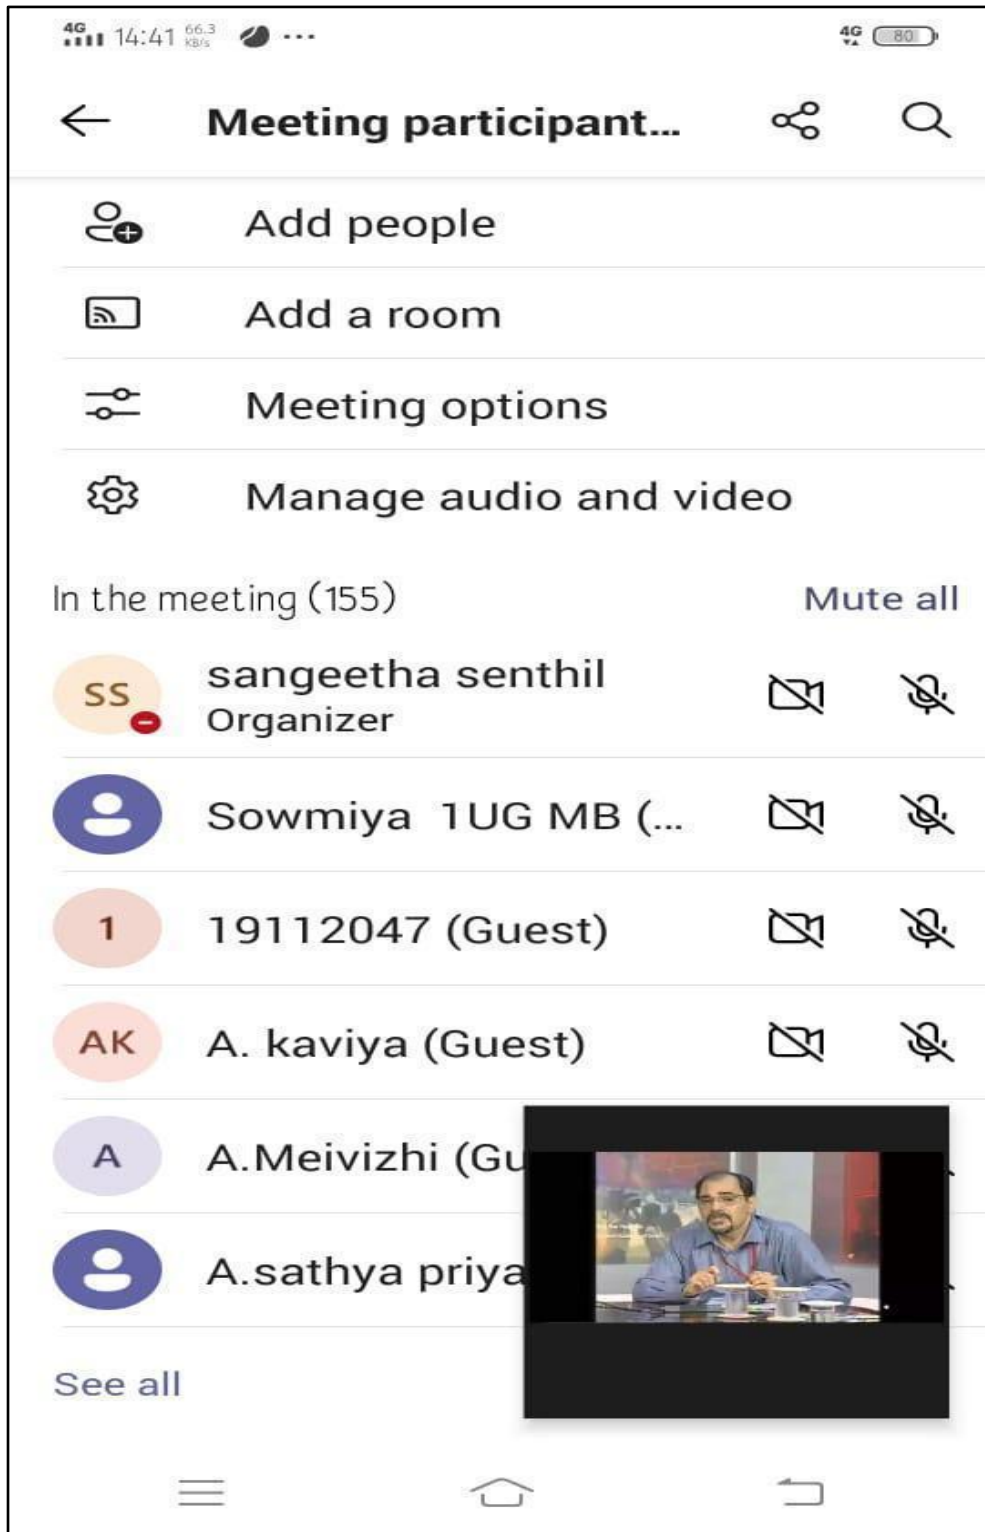 4G 14:41 66.3 KB/s ... 4G 80
Meeting participant...
Add people
Add a room
Meeting options
Manage audio and video
In the meeting (155) Mute all
SS sangeetha senthil
Organizer
Sowmiya 1UG MB (...
1 19112047 (Guest)
AK A. kaviya (Guest)
A A.Meivizhi (Gu
A.sathya priya
See all